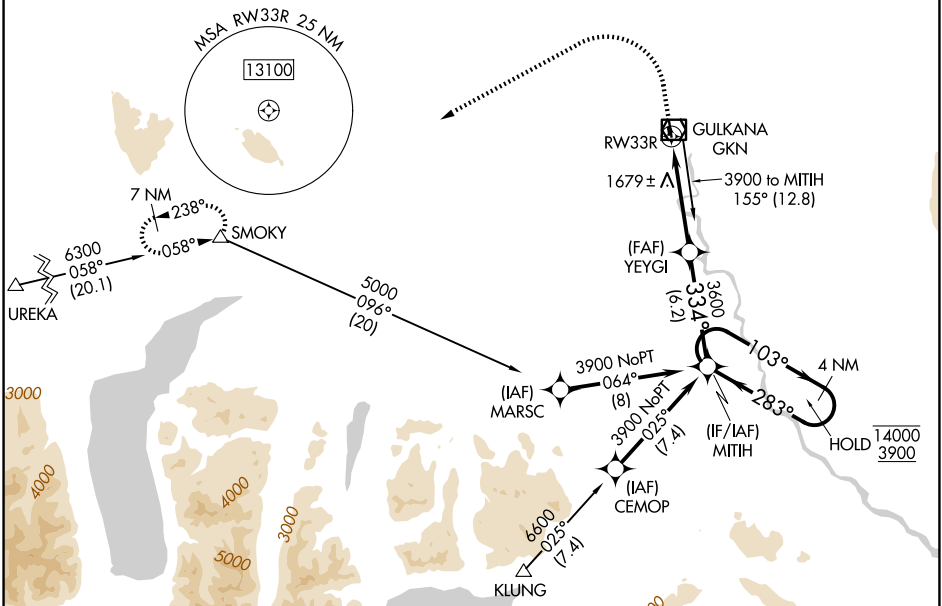 MSA RW33R 25 NM
13100
RW33R
GULKANA
GKN
1679±
3900 to MITIH
155° (12.8)
7 NM
238°
058°
SMOKY
6300
058°
(20.1)
UREKA
5000
096°
(20)
(FAF)
YEYGI
3600
334°
(6.2)
103°
4 NM
283°
HOLD
14000
3900
(IF/IAF)
MITIH
3900 NoPT
064°
(8)
(IAF)
MARSC
3900 NoPT
025°
(7.4)
(IAF)
CEMOP
6600
025°
(7.4)
KLUNG
3000
4000
4000
3000
5000